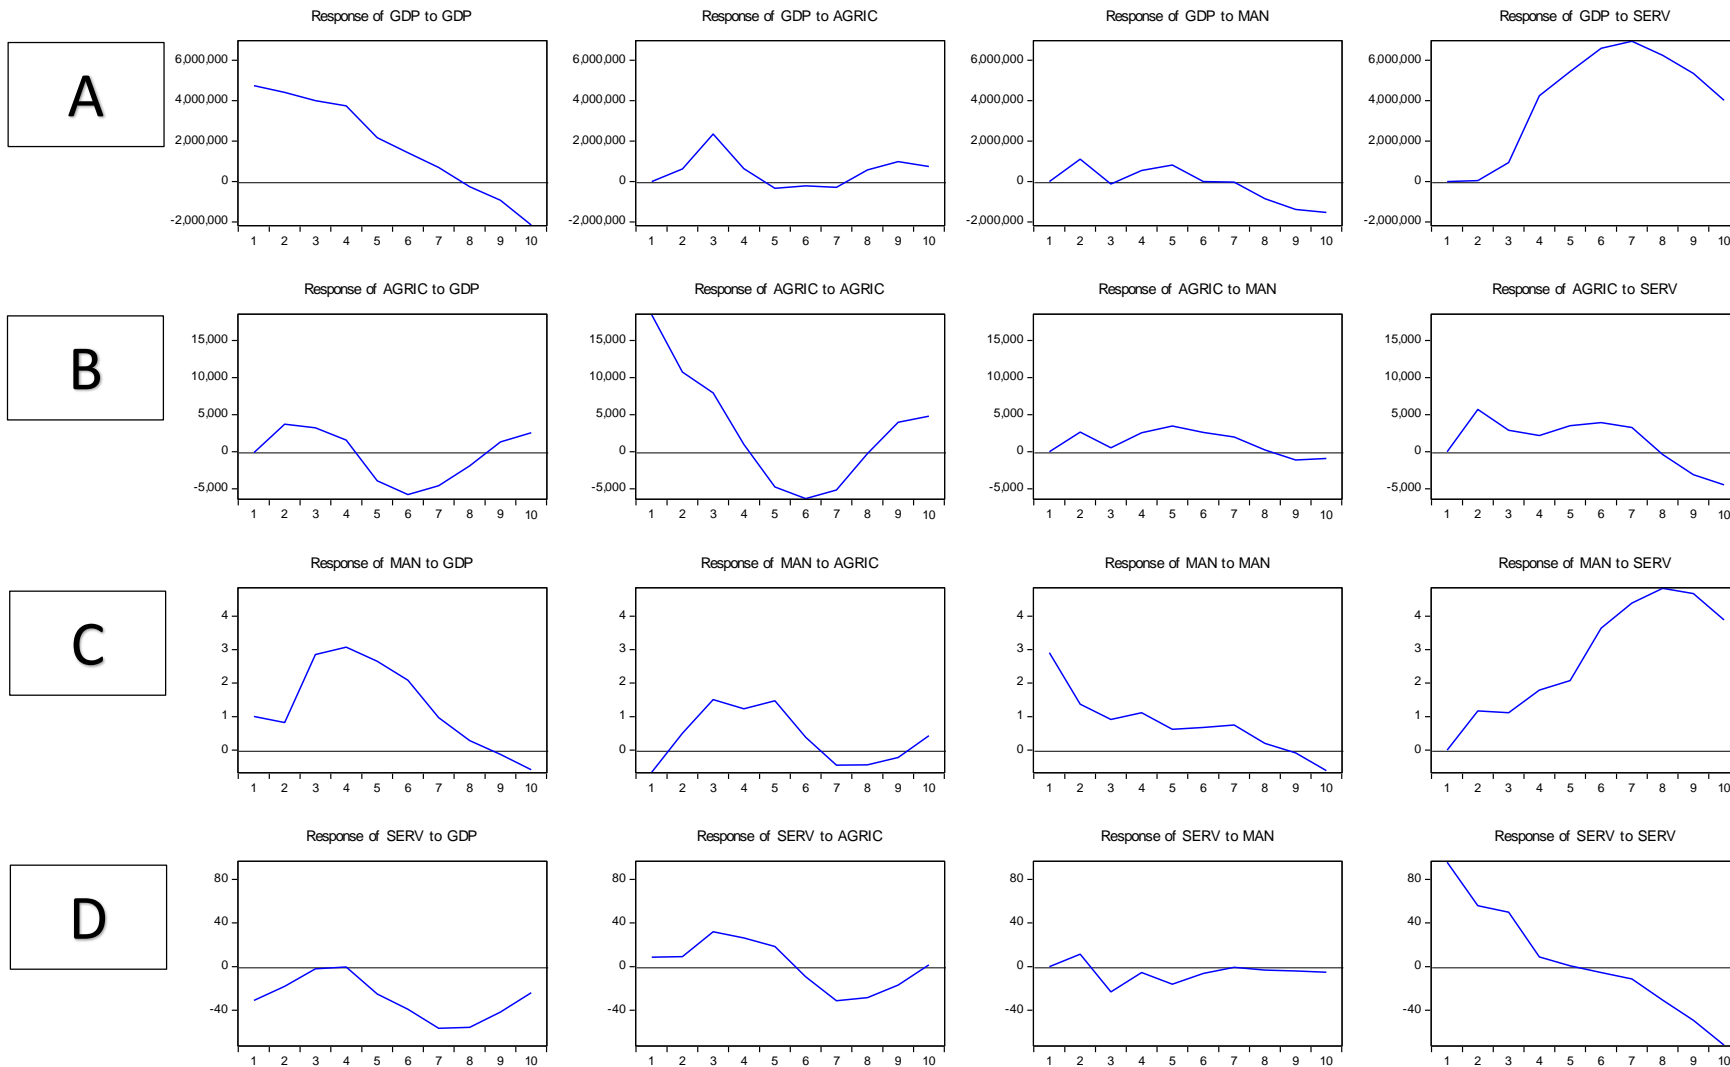 A
Response of GDP to GDP
6,000,000
4,000,000
2,000,000
0
-2,000,000
1 2 3 4 5 6 7 8 9 10
Response of GDP to AGRIC
6,000,000
4,000,000
2,000,000
0
-2,000,000
1 2 3 4 5 6 7 8 9 10
Response of GDP to MAN
6,000,000
4,000,000
2,000,000
0
-2,000,000
1 2 3 4 5 6 7 8 9 10
Response of GDP to SERV
6,000,000
4,000,000
2,000,000
0
-2,000,000
1 2 3 4 5 6 7 8 9 10
B
Response of AGRIC to GDP
15,000
10,000
5,000
0
-5,000
1 2 3 4 5 6 7 8 9 10
Response of AGRIC to AGRIC
15,000
10,000
5,000
0
-5,000
1 2 3 4 5 6 7 8 9 10
Response of AGRIC to MAN
15,000
10,000
5,000
0
-5,000
1 2 3 4 5 6 7 8 9 10
Response of AGRIC to SERV
15,000
10,000
5,000
0
-5,000
1 2 3 4 5 6 7 8 9 10
C
Response of MAN to GDP
4
3
2
1
0
1 2 3 4 5 6 7 8 9 10
Response of MAN to AGRIC
4
3
2
1
0
1 2 3 4 5 6 7 8 9 10
Response of MAN to MAN
4
3
2
1
0
1 2 3 4 5 6 7 8 9 10
Response of MAN to SERV
4
3
2
1
0
1 2 3 4 5 6 7 8 9 10
D
Response of SERV to GDP
80
40
0
-40
1 2 3 4 5 6 7 8 9 10
Response of SERV to AGRIC
80
40
0
-40
1 2 3 4 5 6 7 8 9 10
Response of SERV to MAN
80
40
0
-40
1 2 3 4 5 6 7 8 9 10
Response of SERV to SERV
80
40
0
-40
1 2 3 4 5 6 7 8 9 10